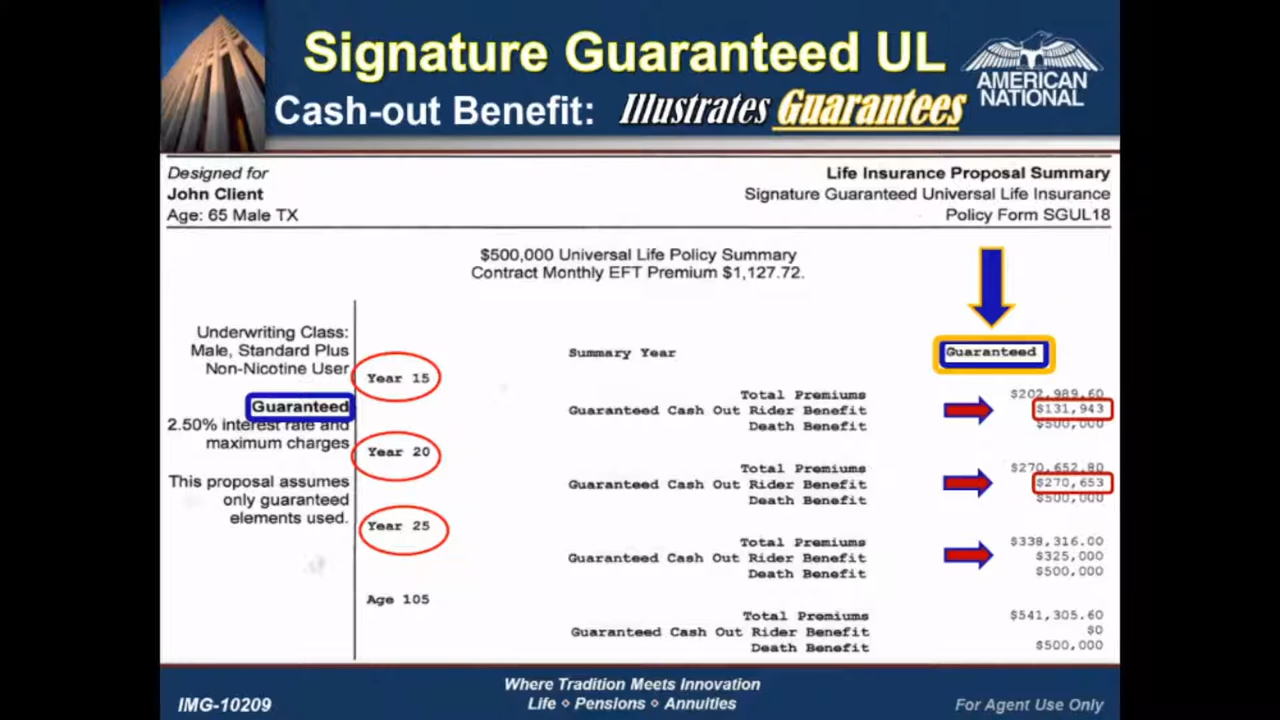 Signature Guaranteed UL
Cash-out Benefit: Illustrates Guarantees
AMERICAN
NATIONAL
Designed for
John Client
Age: 65 Male TX
Life Insurance Proposal Summary
Signature Guaranteed Universal Life Insurance
Policy Form SGUL18
$500,000 Universal Life Policy Summary
Contract Monthly EFT Premium $1,127.72.
Underwriting Class:
Male, Standard Plus
Non-Nicotine User
Guaranteed
2.50% interest rate and
maximum charges
This proposal assumes
only guaranteed
elements used.
Summary Year Guaranteed
Year 15
Total Premiums $202,989.60
Guaranteed Cash Out Rider Benefit $131,943
Death Benefit $500,000
Year 20
Total Premiums $270,652.80
Guaranteed Cash Out Rider Benefit $270,653
Death Benefit $500,000
Year 25
Total Premiums $338,316.00
Guaranteed Cash Out Rider Benefit $325,000
Death Benefit $500,000
Age 105
Total Premiums $541,305.60
Guaranteed Cash Out Rider Benefit $0
Death Benefit $500,000
IMG-10209
Where Tradition Meets Innovation
Life ⋄ Pensions ⋄ Annuities
For Agent Use Only